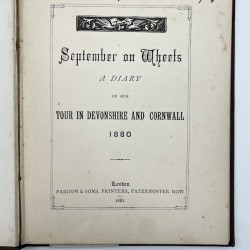 September on Wheels
A DIARY
OF OUR
TOUR IN DEVONSHIRE AND CORNWALL
1880
London
PARDON & SONS, PRINTERS, PATERNOSTER ROW
1881